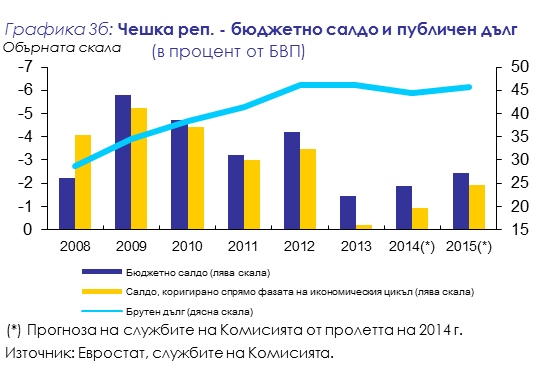 Графика 3б: Чешка реп. - бюджетно салдо и публичен дълг
Обърната скала
(в процент от БВП)
-7 50
-6 45
-5 40
-4 35
-3 30
-2 25
-1 20
0 15
2008 2009 2010 2011 2012 2013 2014(*) 2015(*)
Бюджетно салдо (лява скала)
Салдо, коригирано спрямо фазата на икономическия цикъл (лява скала)
Брутен дълг (дясна скала)
(*) Прогноза на службите на Комисията от пролетта на 2014 г.
Източник: Евростат, службите на Комисията.